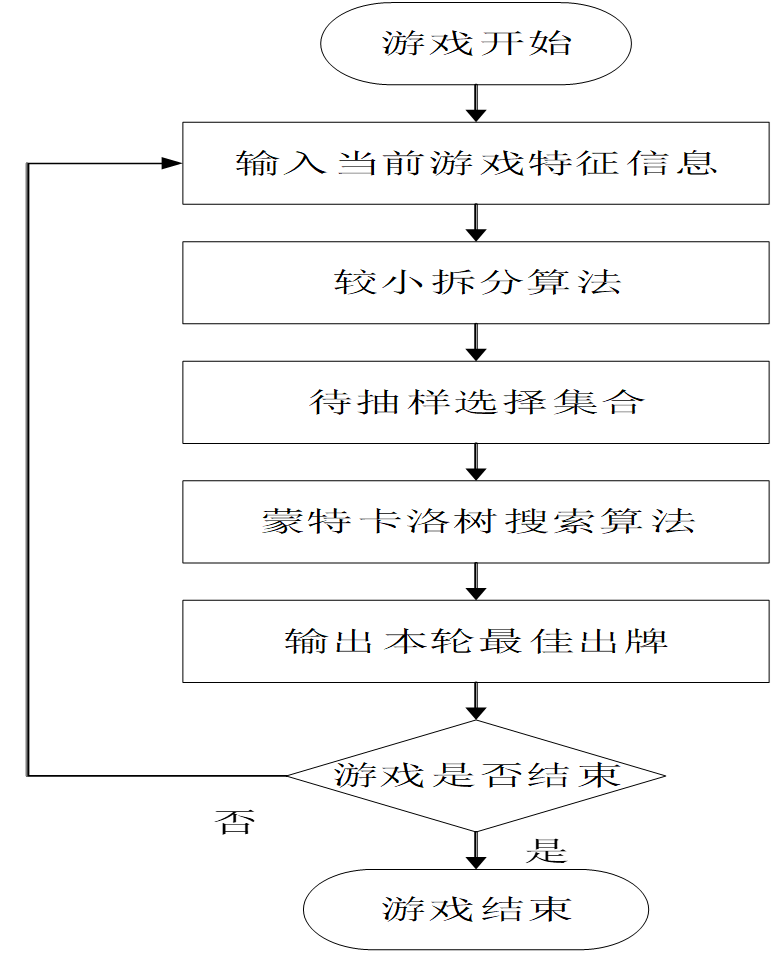 游戏开始
输入当前游戏特征信息
较小拆分算法
待抽样选择集合
蒙特卡洛树搜索算法
输出本轮最佳出牌
游戏是否结束
否
是
游戏结束